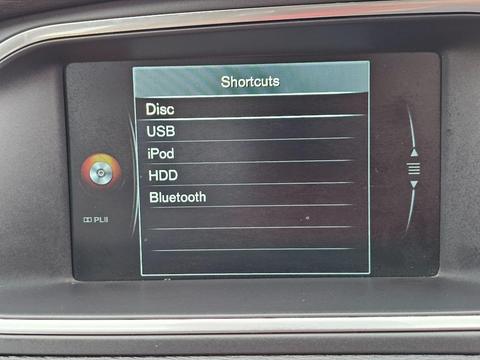 Shortcuts
Disc
USB
iPod
HDD
Bluetooth
PLII